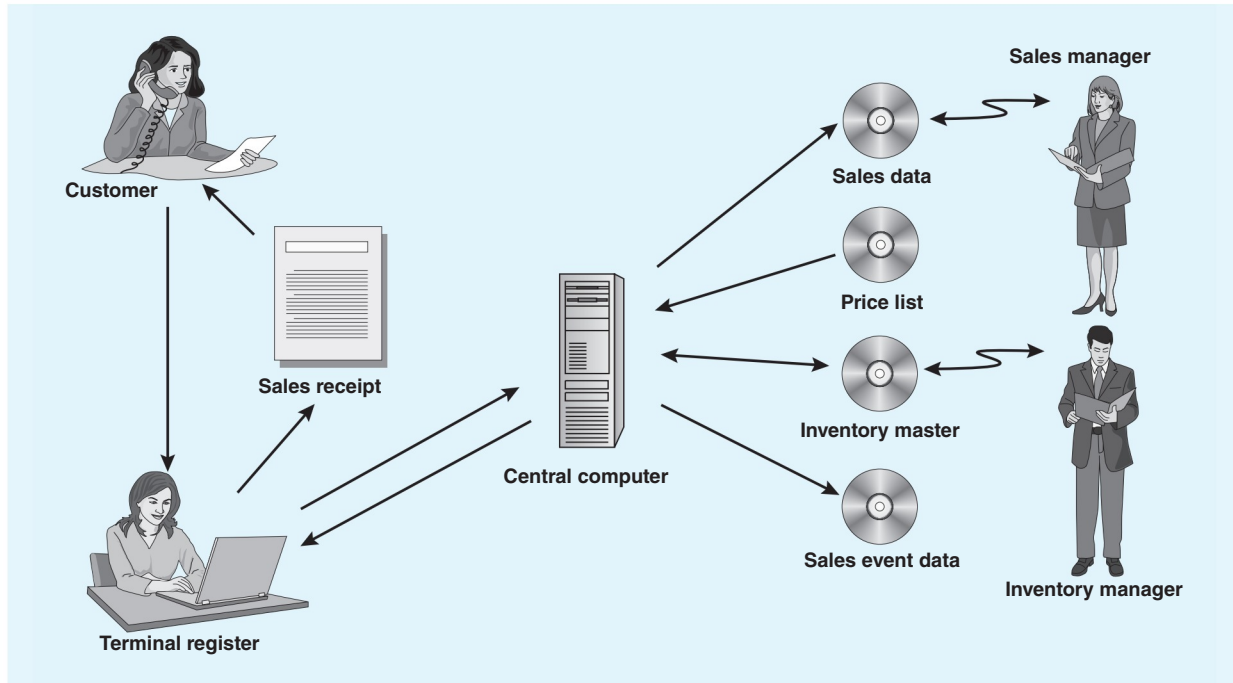 Customer
Sales receipt
Terminal register
Central computer
Sales data
Price list
Inventory master
Sales event data
Sales manager
Inventory manager